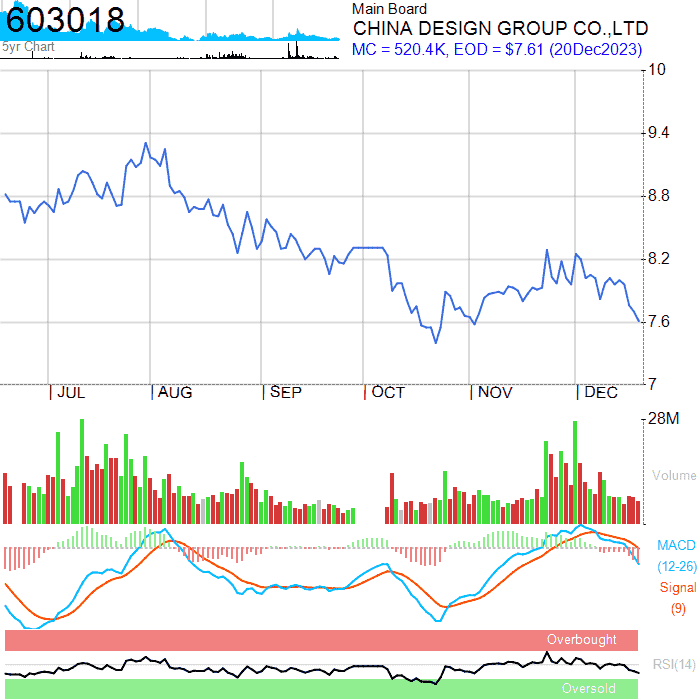 603018
5yr Chart
Main Board
CHINA DESIGN GROUP CO.,LTD
MC = 520.4K, EOD = $7.61 (20Dec2023)
10
9.4
8.8
8.2
7.6
7
JUL AUG SEP OCT NOV DEC
28M
Volume
MACD
(12-26)
Signal
(9)
Overbought
RSI(14)
Oversold